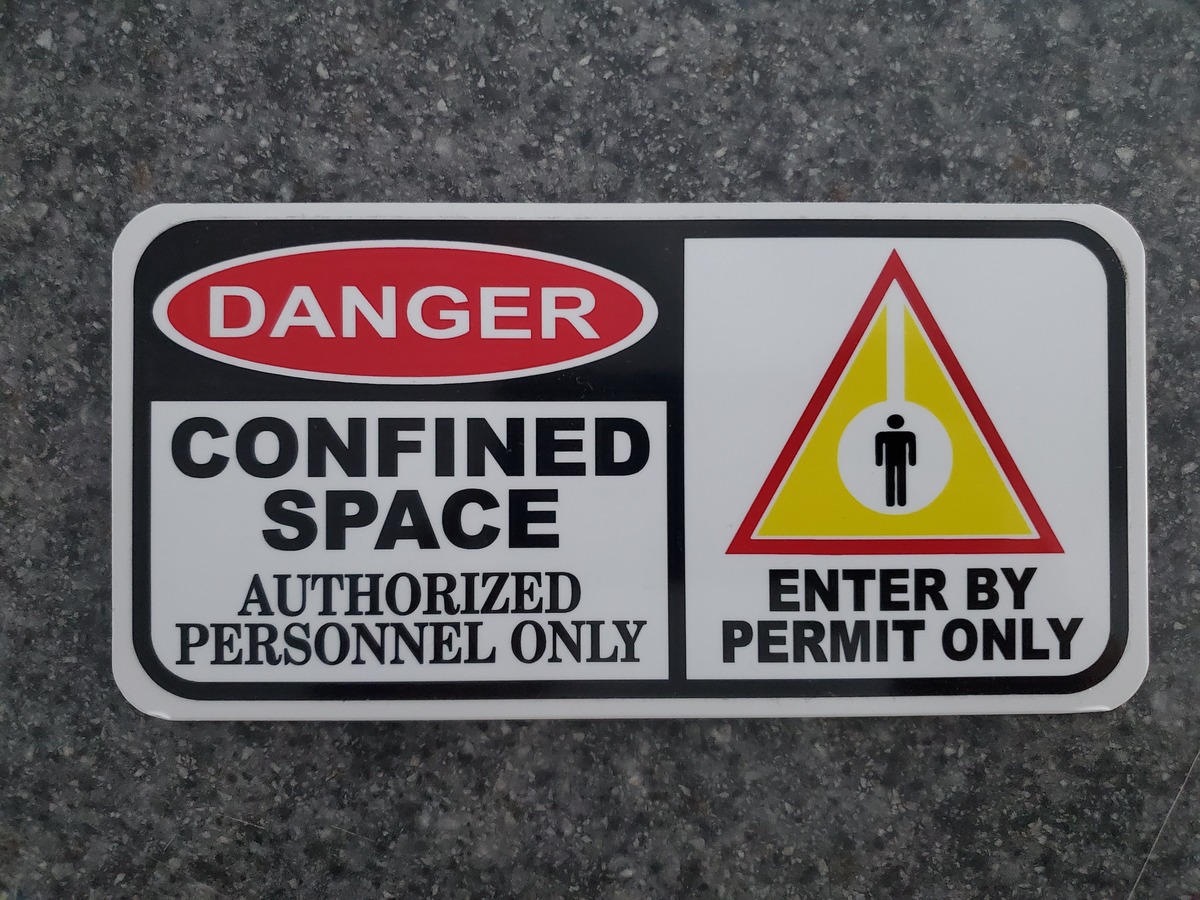 DANGER
CONFINED
SPACE
AUTHORIZED
PERSONNEL ONLY
ENTER BY
PERMIT ONLY